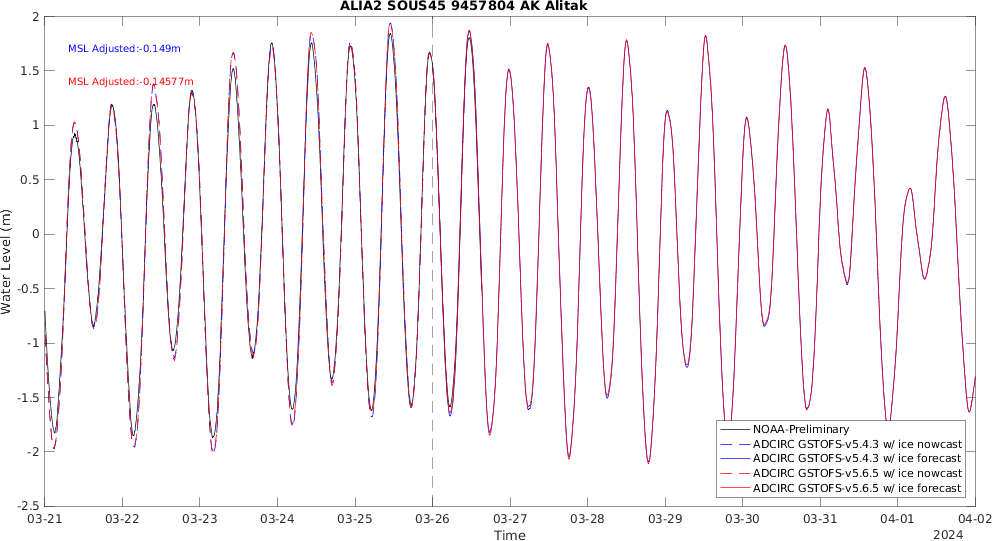 ALIA2 SOUS45 9457804 AK Alitak
MSL Adjusted:-0.149m
MSL Adjusted:-0.14577m
Water Level (m)
2
1.5
1
0.5
0
-0.5
-1
-1.5
-2
-2.5
NOAA-Preliminary
ADCIRC GSTOFS-v5.4.3 w/ ice nowcast
ADCIRC GSTOFS-v5.4.3 w/ ice forecast
ADCIRC GSTOFS-v5.6.5 w/ ice nowcast
ADCIRC GSTOFS-v5.6.5 w/ ice forecast
03-21 03-22 03-23 03-24 03-25 03-26 03-27 03-28 03-29 03-30 03-31 04-01 04-02
Time
2024